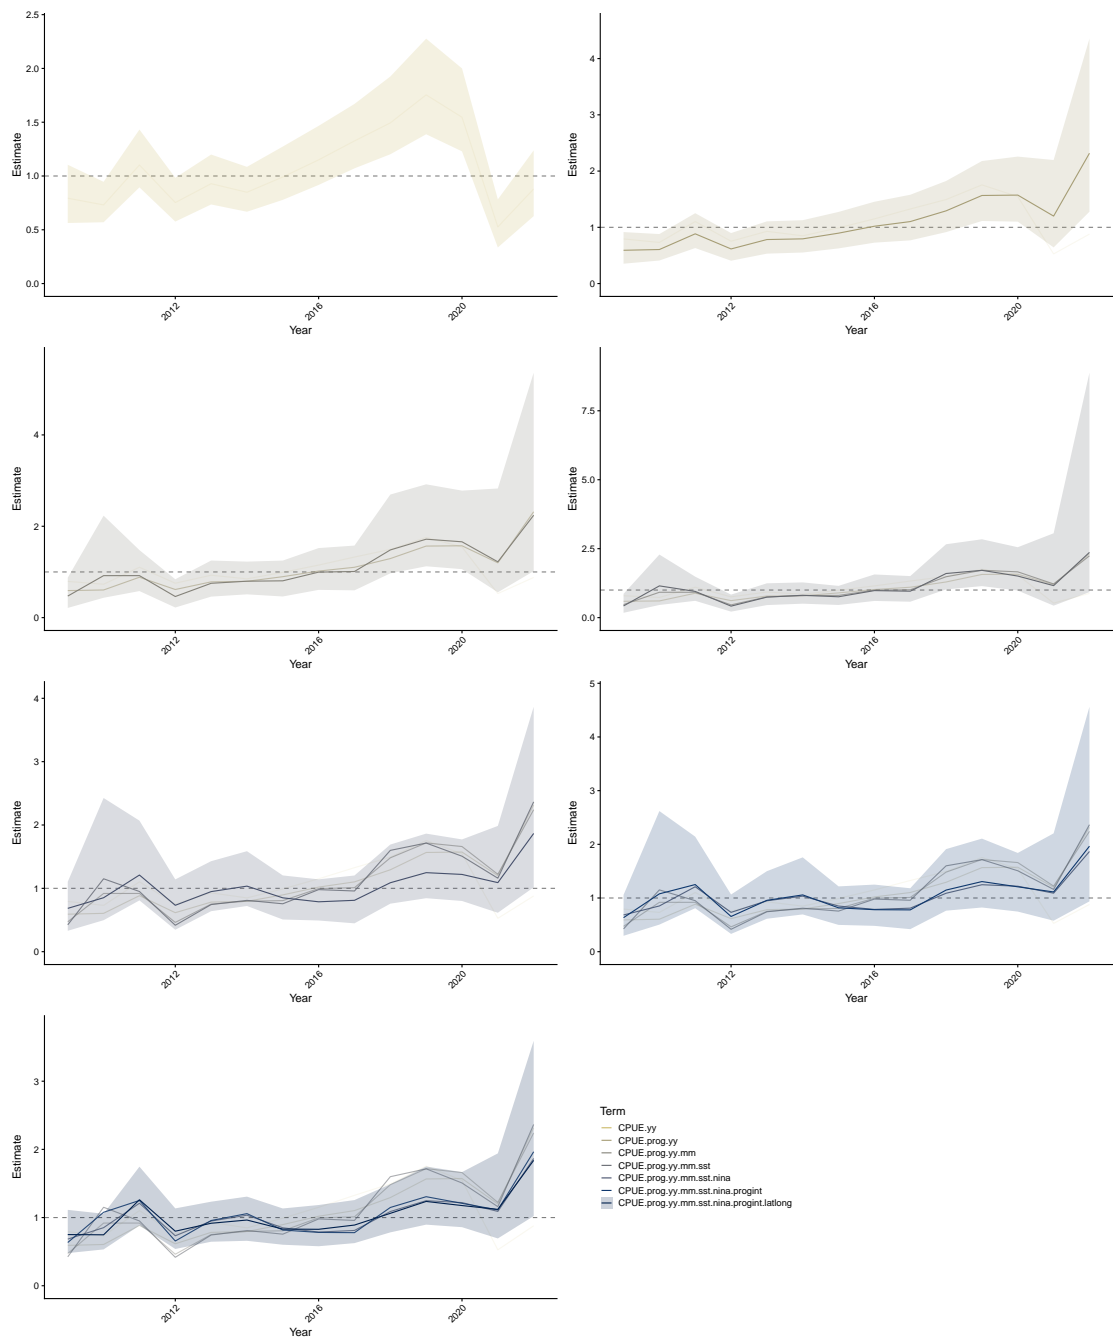 2.5
2.0
1.5
1.0
0.5
0.0
Estimate
2012
2016
2020
Year
4
3
2
1
0
Estimate
2012
2016
2020
Year
4
2
1
0
Estimate
2012
2016
2020
Year
7.5
5.0
2.5
1.0
0.0
Estimate
2012
2016
2020
Year
4
3
2
1
0
Estimate
2012
2016
2020
Year
5
4
3
2
1
0
Estimate
2012
2016
2020
Year
3
2
1
0
Estimate
2012
2016
2020
Year
Term
CPUE.yy
CPUE.prog.yy
CPUE.prog.yy.mm
CPUE.prog.yy.mm.sst
CPUE.prog.yy.mm.sst.nina
CPUE.prog.yy.mm.sst.nina.progint
CPUE.prog.yy.mm.sst.nina.progint.latlong